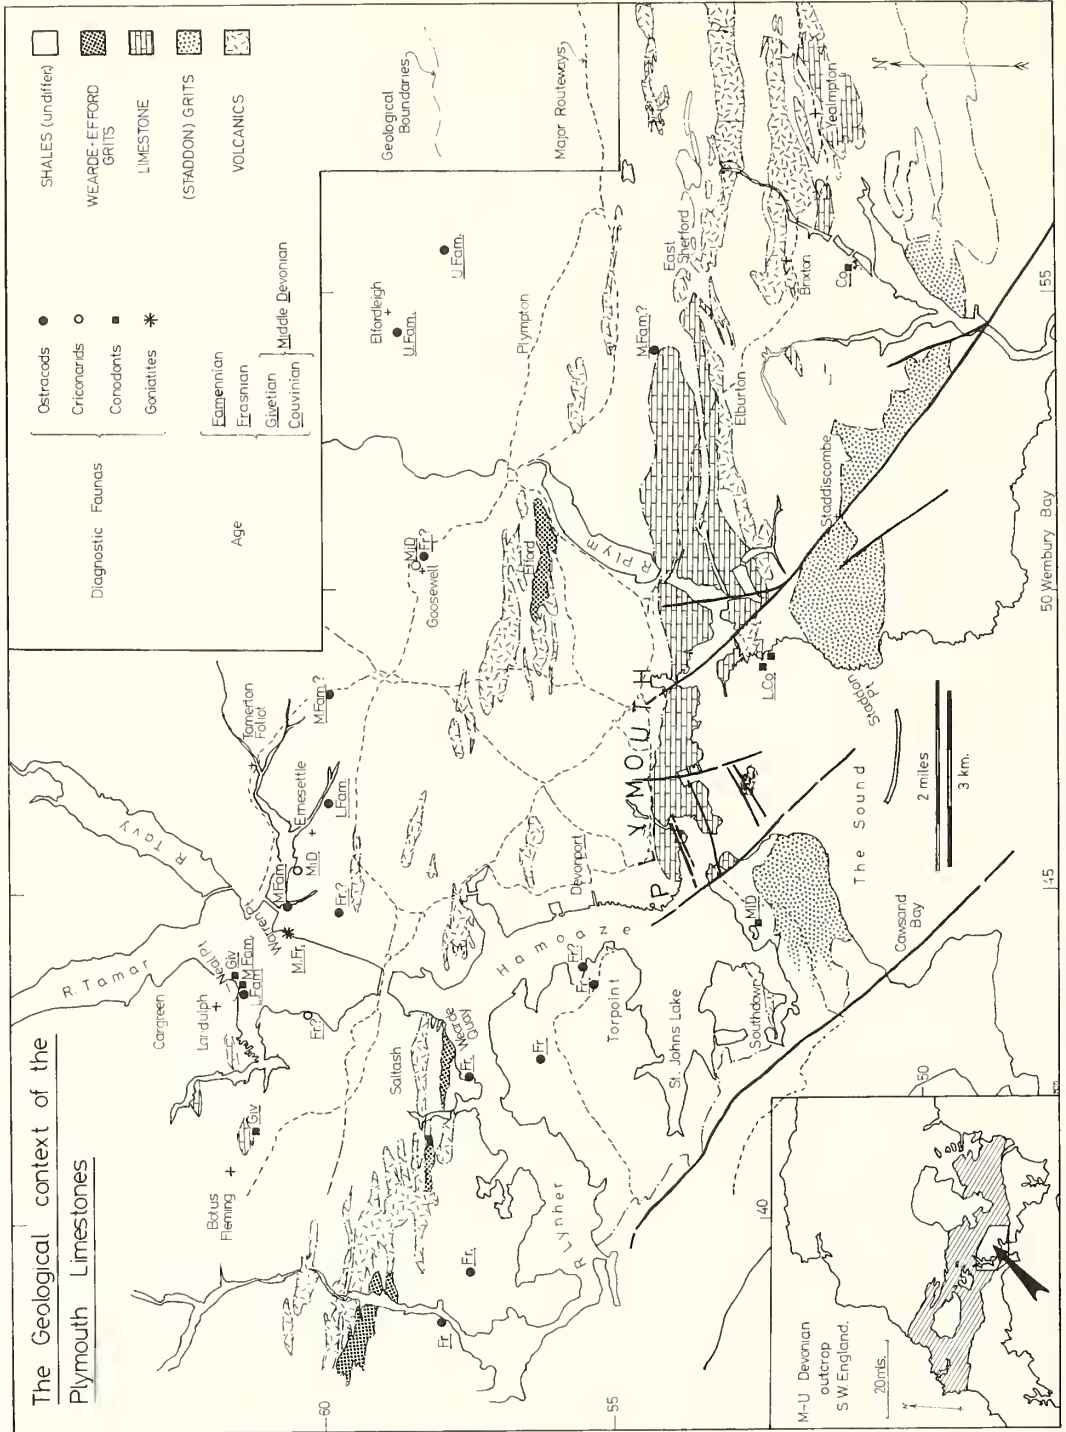 The Geological context of the
Plymouth Limestones
Diagnostic Faunas
Ostracods
Criconarids
Conodonts
Goniatites
Age
Famennian
Frasnian
Givetian
Couvinian
Middle Devonian
SHALES (undiffer.)
WEARDE-EFFORD
GRITS
LIMESTONE
(STADDON) GRITS
VOLCANICS
Geological
Boundaries
Major Routeways
R. Tamar
R Tavy
Cargreen
Landulph
Neal Pt
Giv
M.Fam.
L.Fam
Warren Pt
M.Fam
M.Fr.
Fr.?
MiD
Ernesettle
L.Fam.
Tamerton
Foliot
M.Fam.?
Fr.?
Botus
Fleming
Giv
Goosewell
MiD
Fr.?
Elfordleigh
U.Fam.
U.Fam.
Plympton
Saltash
Wearde
Quay
Fr.
Fr
Fr.
Fr
Efford
R Plym
Hamoaze
Devonport
PLYMOUTH
Fr.?
Fr
Torpoint
R Lynher
St. Johns Lake
Southdown
MiD
M.Fam.?
East
Sherford
Elburton
Brixton
Yealmpton
Co
L.Co
Staddiscombe
Staddon
Pt
The Sound
Cawsand
Bay
Wembury Bay
2 miles
3 km.
N
60
55
50
40
45
50
55
M-U Devonian
outcrop
S.W. England.
20mls.
N